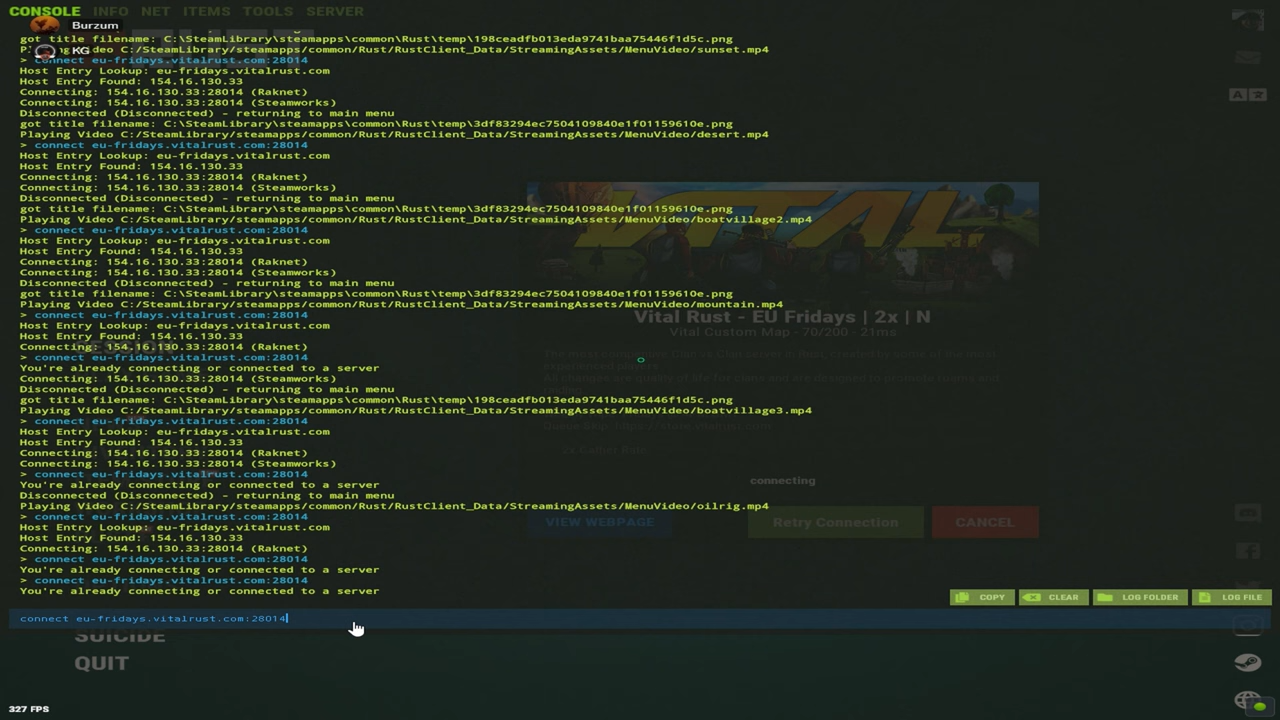 CONSOLE INFO NET ITEMS TOOLS SERVER
Burzum
got title filename: C:\SteamLibrary\steamapps\common\Rust\temp\198ceadfb013eda9741baa75446f1d5c.png
KG
MenuVideo/sunset.mp4
> connect eu-fridays.vitalrust.com:28014
Host Entry Lookup: eu-fridays.vitalrust.com
Host Entry Found: 154.16.130.33
Connecting: 154.16.130.33:28014 (Raknet)
Connecting: 154.16.130.33:28014 (Steamworks)
Disconnected (Disconnected) - returning to main menu
got title filename: C:\SteamLibrary\steamapps\common\Rust\temp\3df83294ec7504109840e1f01159610e.png
Playing Video C:/SteamLibrary/steamapps/common/Rust/RustClient_Data/StreamingAssets/MenuVideo/desert.mp4
> connect eu-fridays.vitalrust.com:28014
Host Entry Lookup: eu-fridays.vitalrust.com
Host Entry Found: 154.16.130.33
Connecting: 154.16.130.33:28014 (Raknet)
Connecting: 154.16.130.33:28014 (Steamworks)
Disconnected (Disconnected) - returning to main menu
got title filename: C:\SteamLibrary\steamapps\common\Rust\temp\3df83294ec7504109840e1f01159610e.png
Playing Video C:/SteamLibrary/steamapps/common/Rust/RustClient_Data/StreamingAssets/MenuVideo/boatvillage2.mp4
> connect eu-fridays.vitalrust.com:28014
Host Entry Lookup: eu-fridays.vitalrust.com
Host Entry Found: 154.16.130.33
Connecting: 154.16.130.33:28014 (Raknet)
Connecting: 154.16.130.33:28014 (Steamworks)
Disconnected (Disconnected) - returning to main menu
got title filename: C:\SteamLibrary\steamapps\common\Rust\temp\3df83294ec7504109840e1f01159610e.png
Playing Video C:/SteamLibrary/steamapps/common/Rust/RustClient_Data/StreamingAssets/MenuVideo/mountain.mp4
> connect eu-fridays.vitalrust.com:28014
Host Entry Lookup: eu-fridays.vitalrust.com
Host Entry Found: 154.16.130.33
Connecting: 154.16.130.33:28014 (Raknet)
> connect eu-fridays.vitalrust.com:28014
You're already connecting or connected to a server
Connecting: 154.16.130.33:28014 (Steamworks)
Disconnected (Disconnected) - returning to main menu
got title filename: C:\SteamLibrary\steamapps\common\Rust\temp\198ceadfb013eda9741baa75446f1d5c.png
Playing Video C:/SteamLibrary/steamapps/common/Rust/RustClient_Data/StreamingAssets/MenuVideo/boatvillage3.mp4
> connect eu-fridays.vitalrust.com:28014
Host Entry Lookup: eu-fridays.vitalrust.com
Host Entry Found: 154.16.130.33
Connecting: 154.16.130.33:28014 (Raknet)
Connecting: 154.16.130.33:28014 (Steamworks)
> connect eu-fridays.vitalrust.com:28014
You're already connecting or connected to a server
Disconnected (Disconnected) - returning to main menu
Playing Video C:/SteamLibrary/steamapps/common/Rust/RustClient_Data/StreamingAssets/MenuVideo/oilrig.mp4
> connect eu-fridays.vitalrust.com:28014
Host Entry Lookup: eu-fridays.vitalrust.com
Host Entry Found: 154.16.130.33
Connecting: 154.16.130.33:28014 (Raknet)
> connect eu-fridays.vitalrust.com:28014
You're already connecting or connected to a server
> connect eu-fridays.vitalrust.com:28014
You're already connecting or connected to a server
VITAL
Vital Rust - EU Fridays | 2x | N
Vital Custom Map - 70/200 - 21ms
connecting
VIEW WEBPAGE Retry Connection CANCEL
COPY CLEAR LOG FOLDER LOG FILE
connect eu-fridays.vitalrust.com:28014
SUICIDE
QUIT
327 FPS